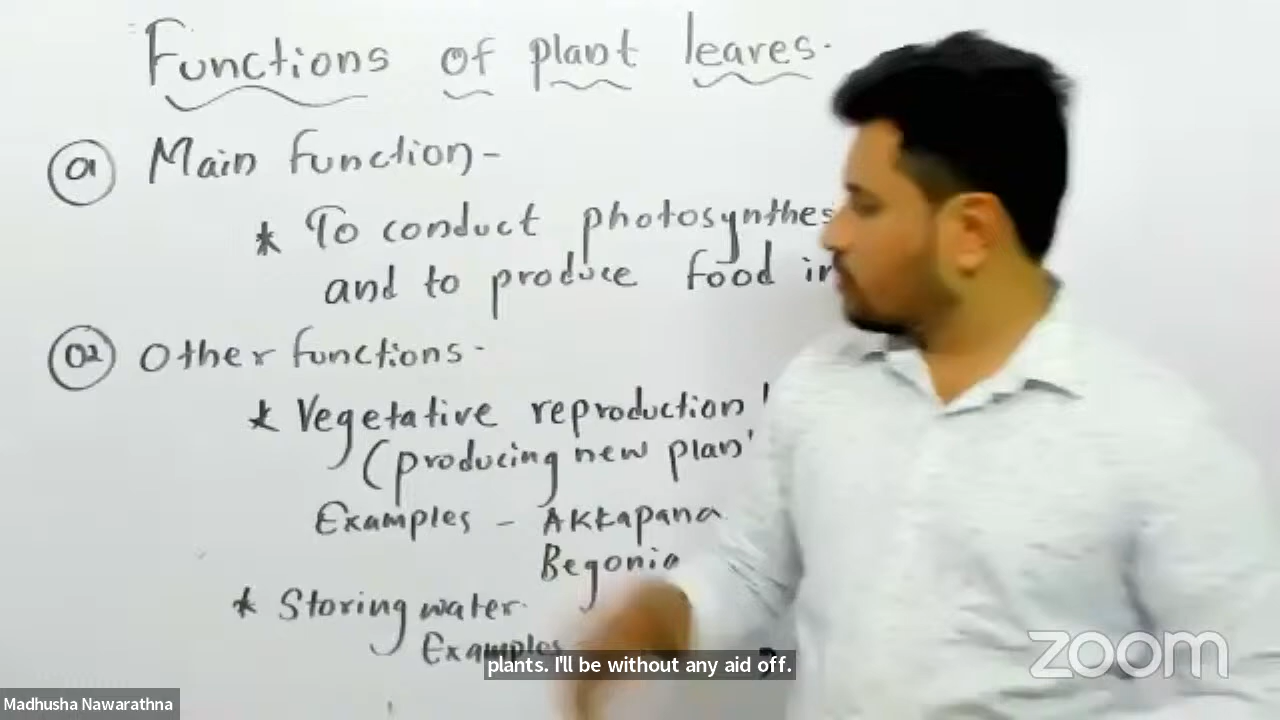 Functions of plant leaves.
01 Main function -
* To conduct photosynthes
and to produce food in
02 Other functions -
* Vegetative reproduction
(producing new plan
Examples - Akkapana
Begonia
* Storing water.
Examples
plants. I'll be without any aid off.
zoom
Madhusha Nawarathna